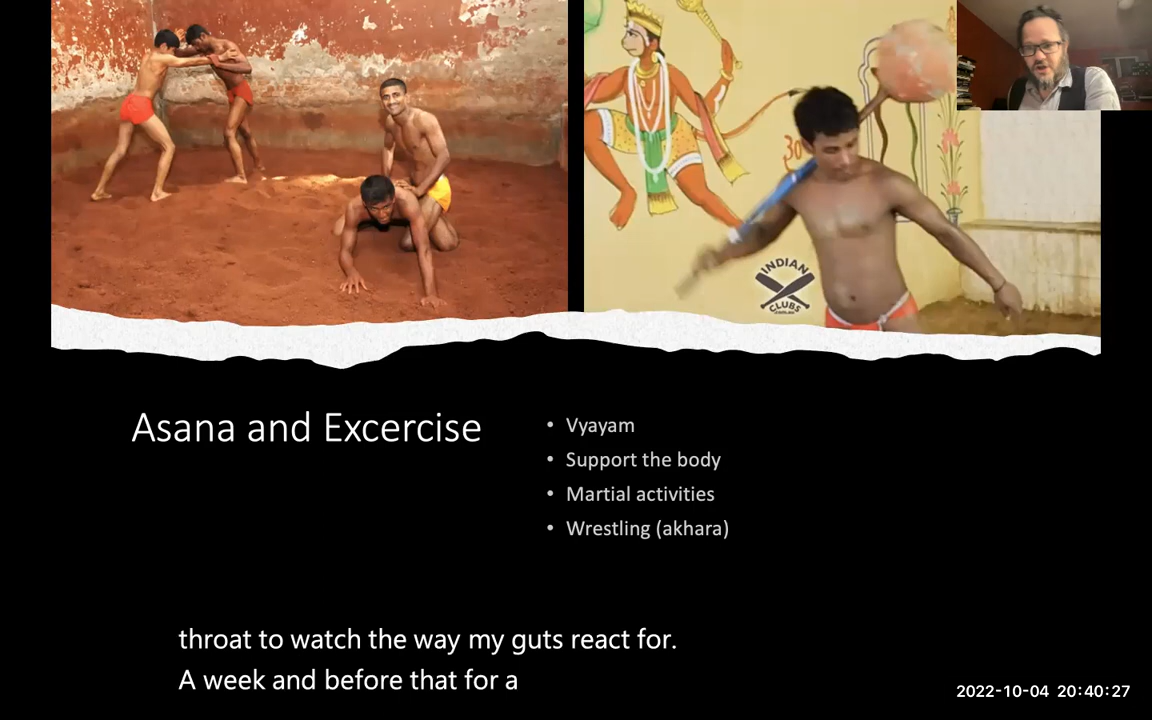 INDIAN
CLUBS
Asana and Excercise
• Vyayam
• Support the body
• Martial activities
• Wrestling (akhara)
throat to watch the way my guts react for.
A week and before that for a
2022-10-04 20:40:27